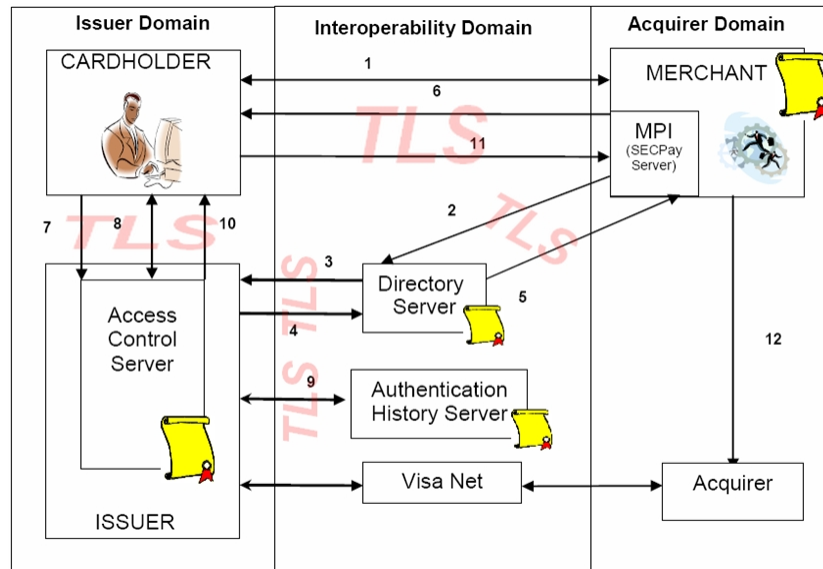 Issuer Domain
Interoperability Domain
Acquirer Domain
CARDHOLDER
1
MERCHANT
6
TLS
MPI
(SECPay
Server)
11
7
8
10
TLS
2
TLS
3
Directory
Server
5
4
TLS
Access
Control
Server
12
9
Authentication
History Server
TLS
Visa Net
Acquirer
ISSUER